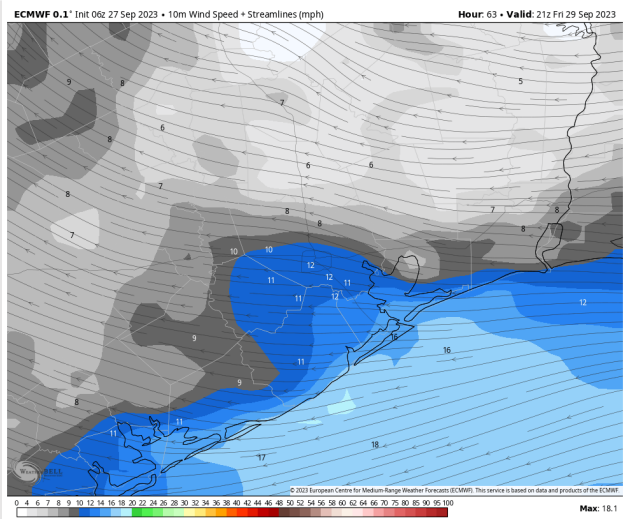 ECMWF 0.1° Init 06z 27 Sep 2023 • 10m Wind Speed + Streamlines (mph) Hour: 63 • Valid: 21z Fri 29 Sep 2023
9 8 5
7
8 6
6 6
8 7
8 7 8
7 8 8
10 10
12
11 12 11
11 12 12
9 16 16
11
9
8
11 11
18
17
WeatherBELL
© 2023 European Centre for Medium-Range Weather Forecasts (ECMWF). This service is based on data and products of the ECMWF.
0 4 6 8 9 10 12 14 16 18 20 22 24 26 28 30 32 34 36 38 40 42 44 46 48 50 52 54 56 58 60 62 64 66 70 75 80 85 90 95 100
Max: 18.1